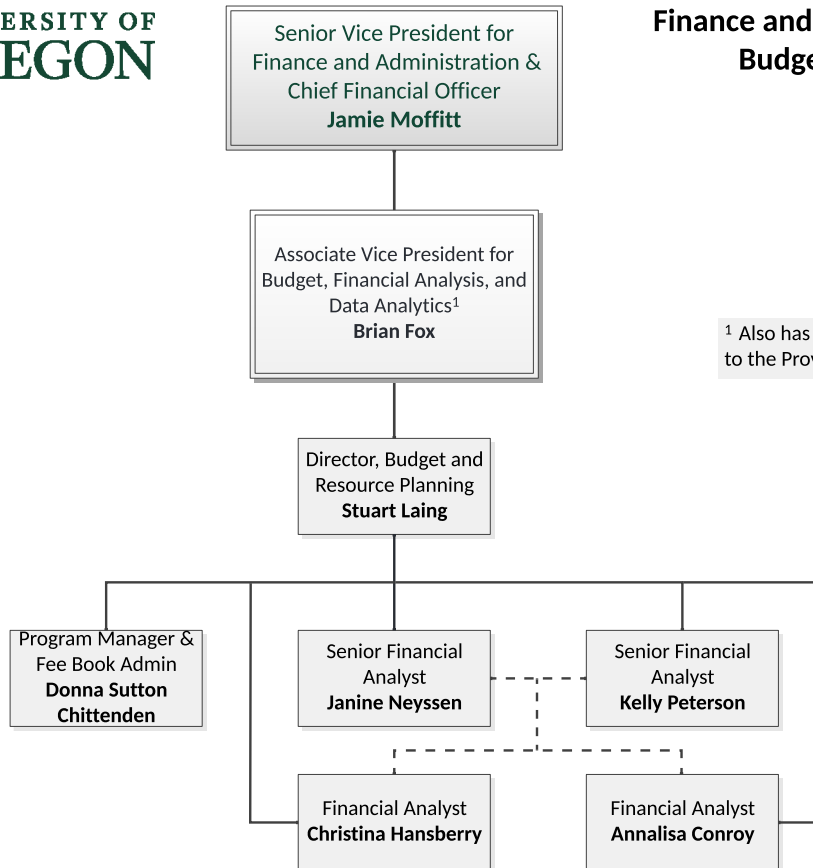 ERSITY OF
EGON
Senior Vice President for
Finance and Administration &
Chief Financial Officer
Jamie Moffitt
Finance and
Budge
Associate Vice President for
Budget, Financial Analysis, and
Data Analytics¹
Brian Fox
¹ Also has
to the Prov
Director, Budget and
Resource Planning
Stuart Laing
Program Manager &
Fee Book Admin
Donna Sutton
Chittenden
Senior Financial
Analyst
Janine Neyssen
Senior Financial
Analyst
Kelly Peterson
Financial Analyst
Christina Hansberry
Financial Analyst
Annalisa Conroy